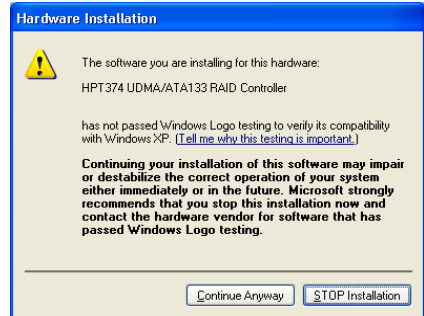 Hardware Installation
The software you are installing for this hardware:
HPT374 UDMA/ATA133 RAID Controller
has not passed Windows Logo testing to verify its compatibility
with Windows XP. (Tell me why this testing is important.)
Continuing your installation of this software may impair
or destabilize the correct operation of your system
either immediately or in the future. Microsoft strongly
recommends that you stop this installation now and
contact the hardware vendor for software that has
passed Windows Logo testing.
Continue Anyway STOP Installation